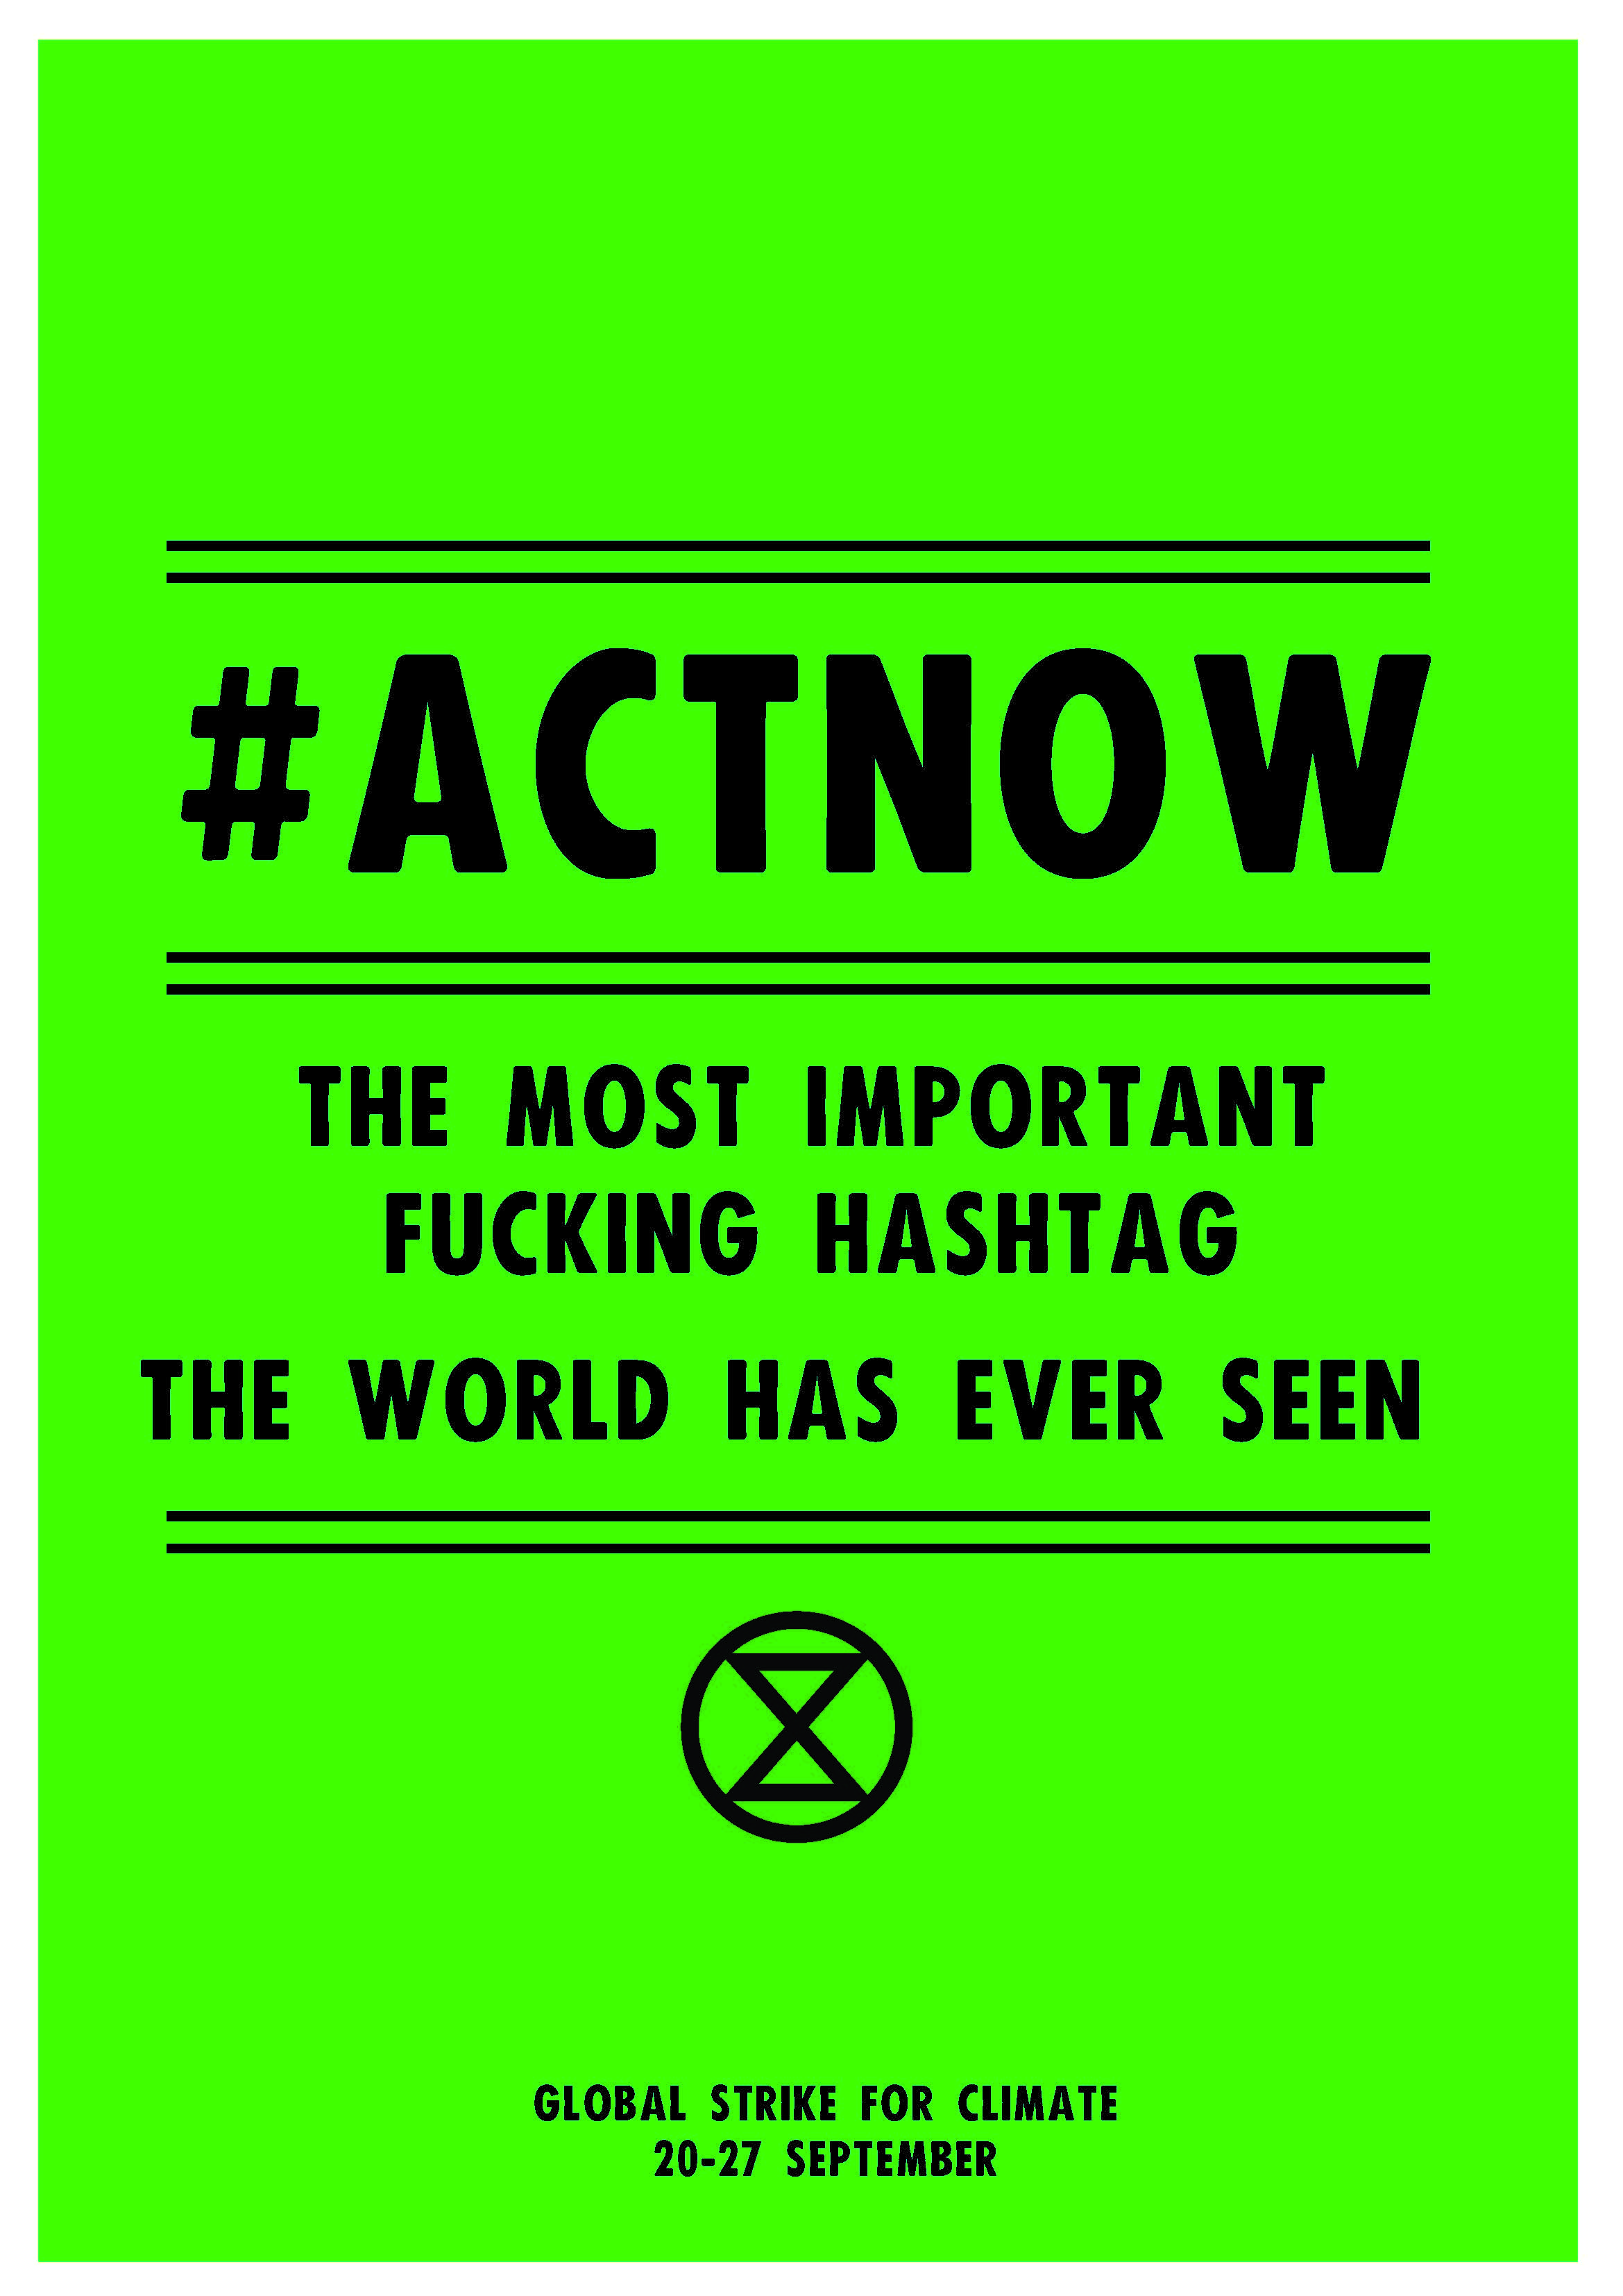 #ACTNOW
THE MOST IMPORTANT
FUCKING HASHTAG
THE WORLD HAS EVER SEEN
GLOBAL STRIKE FOR CLIMATE
20-27 SEPTEMBER